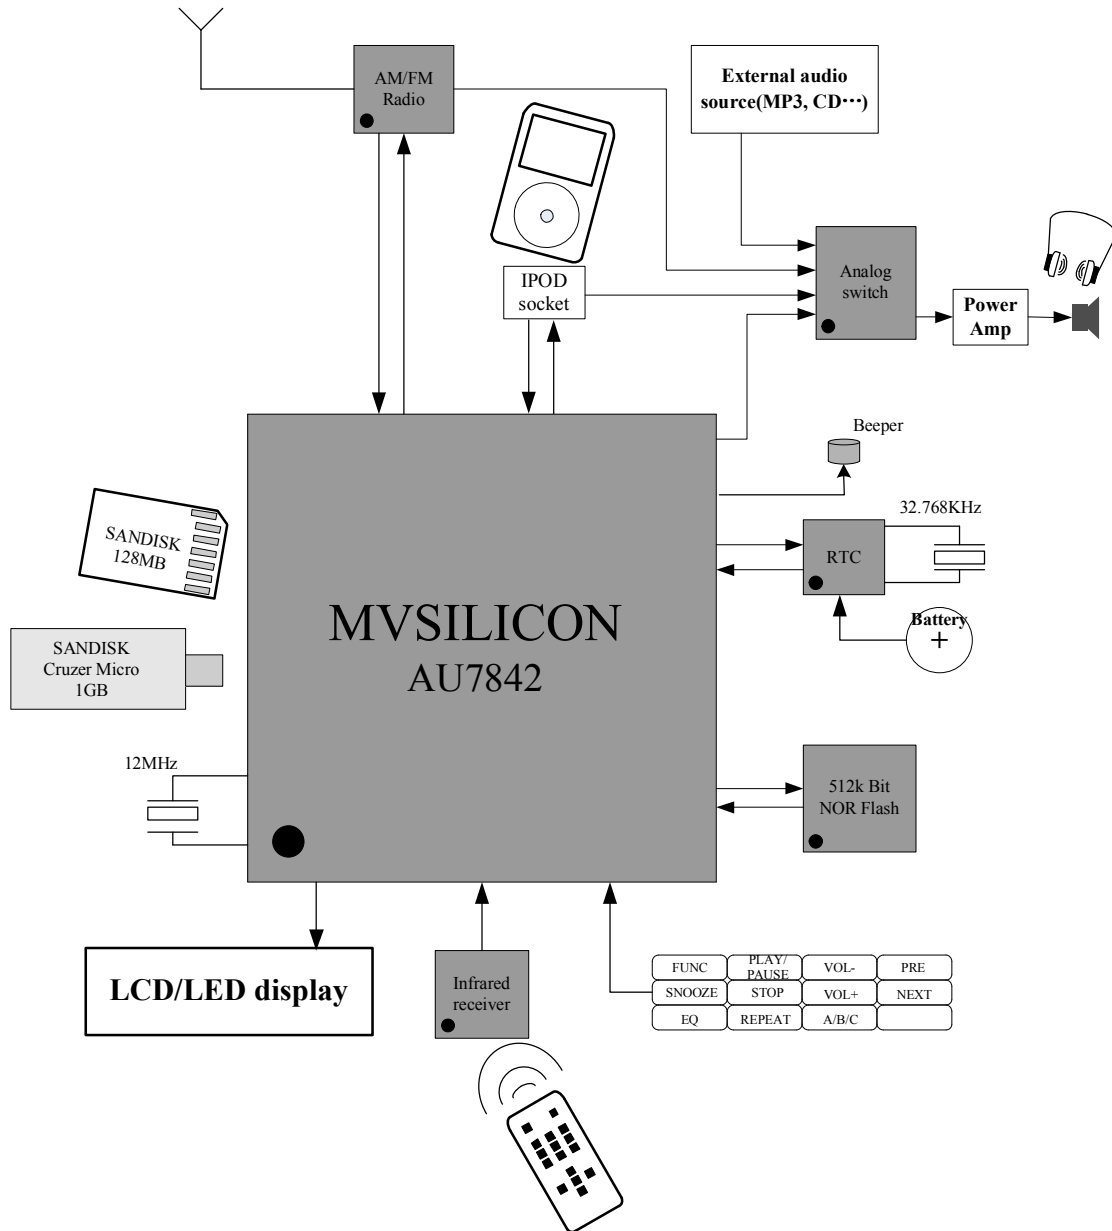 AM/FM
Radio
External audio
source(MP3, CD···)
IPOD
socket
Analog
switch
Power
Amp
Beeper
32.768KHz
RTC
Battery
+
SANDISK
128MB
MVSILICON
AU7842
SANDISK
Cruzer Micro
1GB
12MHz
512k Bit
NOR Flash
LCD/LED display
Infrared
receiver
FUNC
PLAY/
PAUSE
VOL-
PRE
SNOOZE
STOP
VOL+
NEXT
EQ
REPEAT
A/B/C